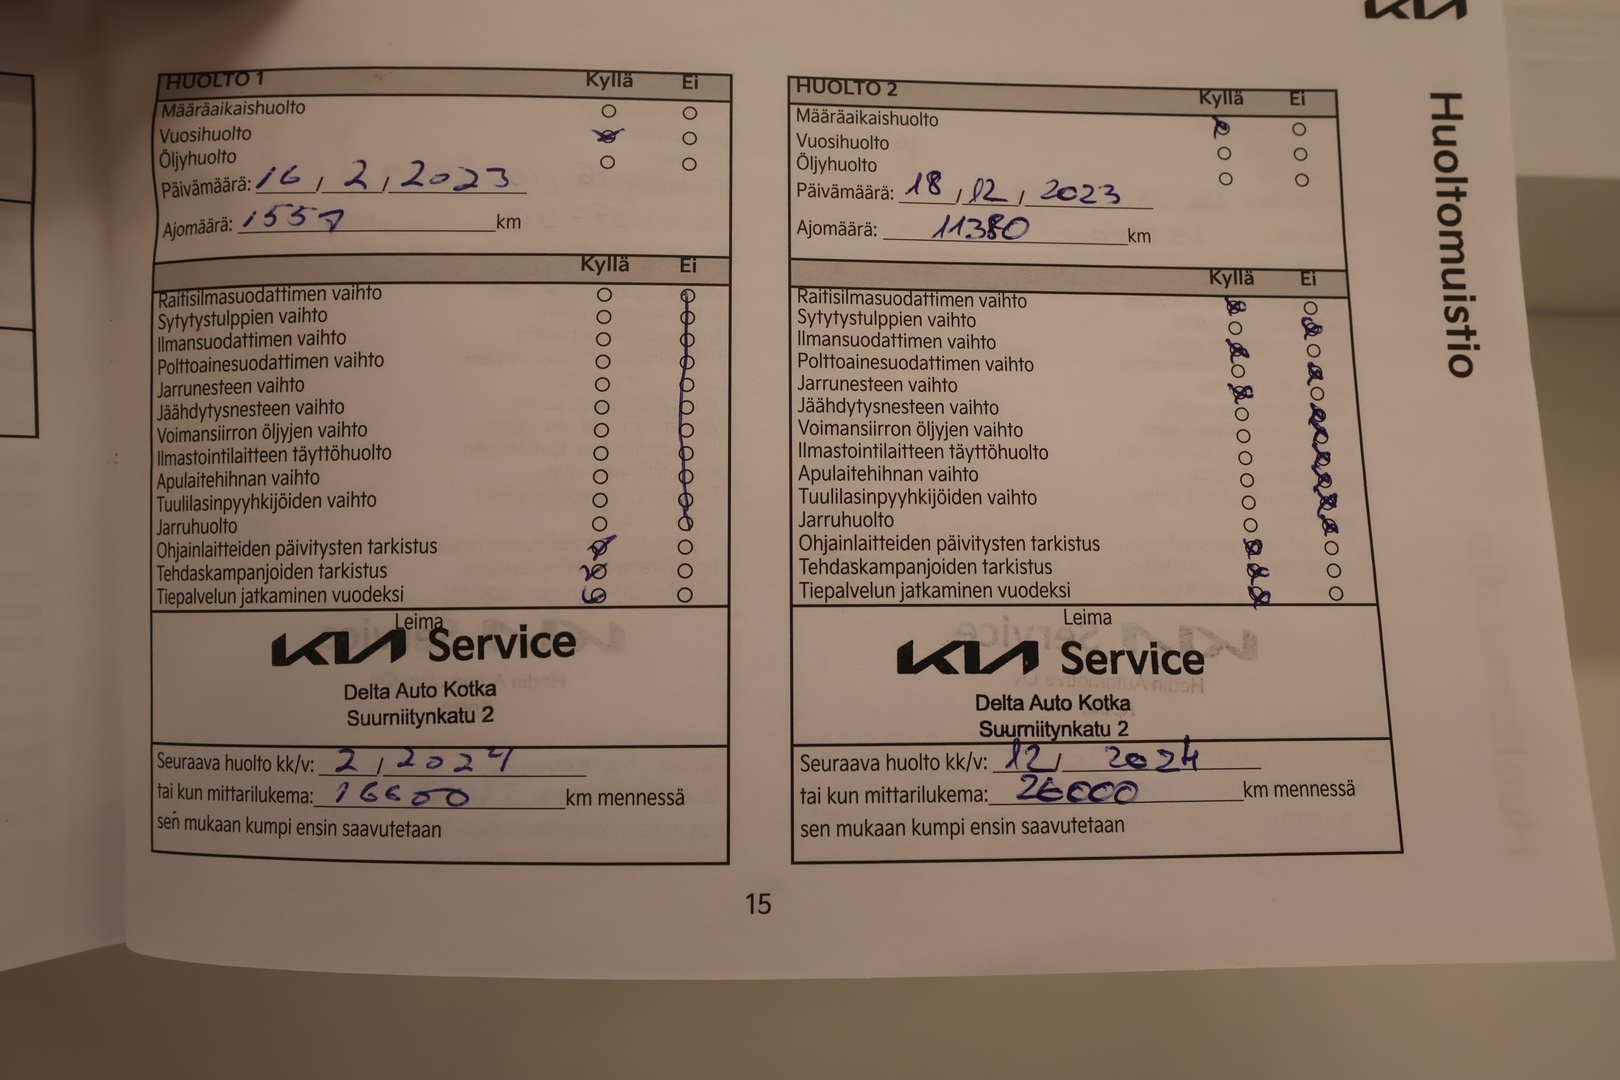 KIA
Huoltomuistio
HUOLTO 1 Kyllä Ei
Määräaikaishuolto
Vuosihuolto
Öljyhuolto
Päivämäärä: 16, 2, 2023
Ajomäärä: 1557 km
Kyllä Ei
Raitisilmasuodattimen vaihto
Sytytystulppien vaihto
Ilmansuodattimen vaihto
Polttoainesuodattimen vaihto
Jarrunesteen vaihto
Jäähdytysnesteen vaihto
Voimansiirron öljyjen vaihto
Ilmastointilaitteen täyttöhuolto
Apulaitehihnan vaihto
Tuulilasinpyyhkijöiden vaihto
Jarruhuolto
Ohjainlaitteiden päivitysten tarkistus
Tehdaskampanjoiden tarkistus
Tiepalvelun jatkaminen vuodeksi
Leima
KIA Service
Delta Auto Kotka
Suurniitynkatu 2
Seuraava huolto kk/v: 2, 2024
tai kun mittarilukema: 16600 km mennessä
sen mukaan kumpi ensin saavutetaan
HUOLTO 2 Kyllä Ei
Määräaikaishuolto
Vuosihuolto
Öljyhuolto
Päivämäärä: 18, 12, 2023
Ajomäärä: 11380 km
Kyllä Ei
Raitisilmasuodattimen vaihto
Sytytystulppien vaihto
Ilmansuodattimen vaihto
Polttoainesuodattimen vaihto
Jarrunesteen vaihto
Jäähdytysnesteen vaihto
Voimansiirron öljyjen vaihto
Ilmastointilaitteen täyttöhuolto
Apulaitehihnan vaihto
Tuulilasinpyyhkijöiden vaihto
Jarruhuolto
Ohjainlaitteiden päivitysten tarkistus
Tehdaskampanjoiden tarkistus
Tiepalvelun jatkaminen vuodeksi
Leima
KIA Service
Delta Auto Kotka
Suurniitynkatu 2
Seuraava huolto kk/v: 12, 2024
tai kun mittarilukema: 26000 km mennessä
sen mukaan kumpi ensin saavutetaan
15